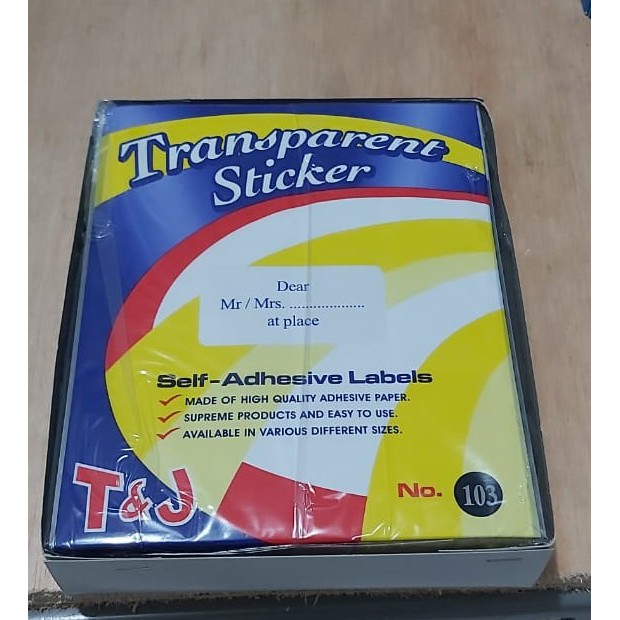 Transparent
Sticker
Dear
Mr / Mrs. ...................
at place
Self-Adhesive Labels
MADE OF HIGH QUALITY ADHESIVE PAPER.
SUPREME PRODUCTS AND EASY TO USE.
AVAILABLE IN VARIOUS DIFFERENT SIZES.
T&J
No. 103